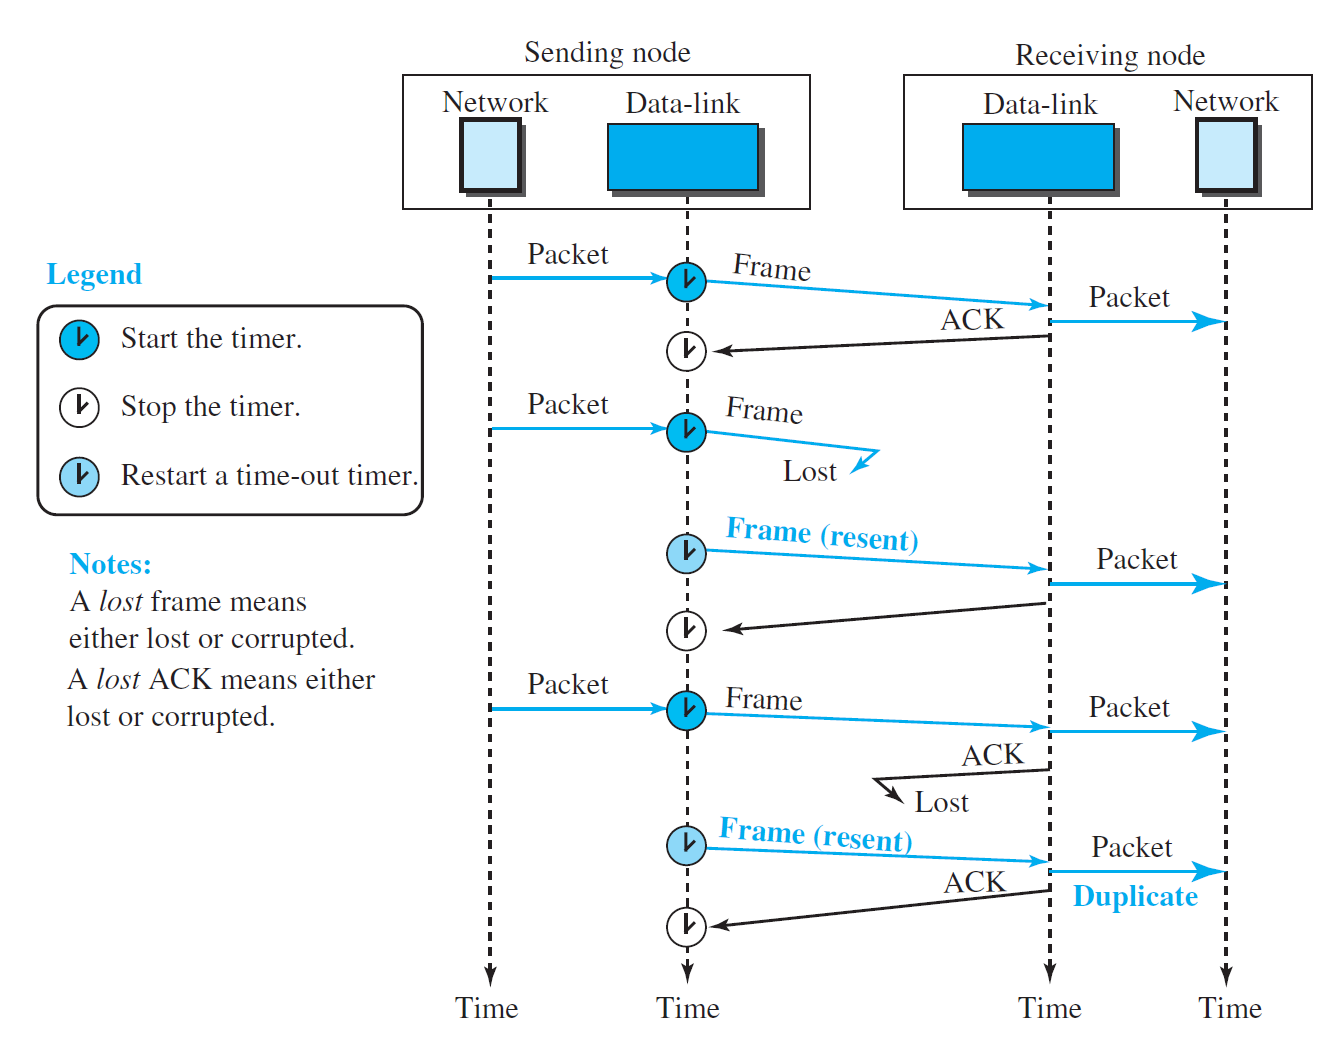 Sending node
Receiving node
Network
Data-link
Data-link
Network
Packet
Frame
Packet
ACK
Legend
Start the timer.
Stop the timer.
Restart a time-out timer.
Packet
Frame
Lost
Frame (resent)
Packet
Notes:
A lost frame means
either lost or corrupted.
A lost ACK means either
lost or corrupted.
Packet
Frame
Packet
ACK
Lost
Frame (resent)
Packet
ACK
Duplicate
Time
Time
Time
Time